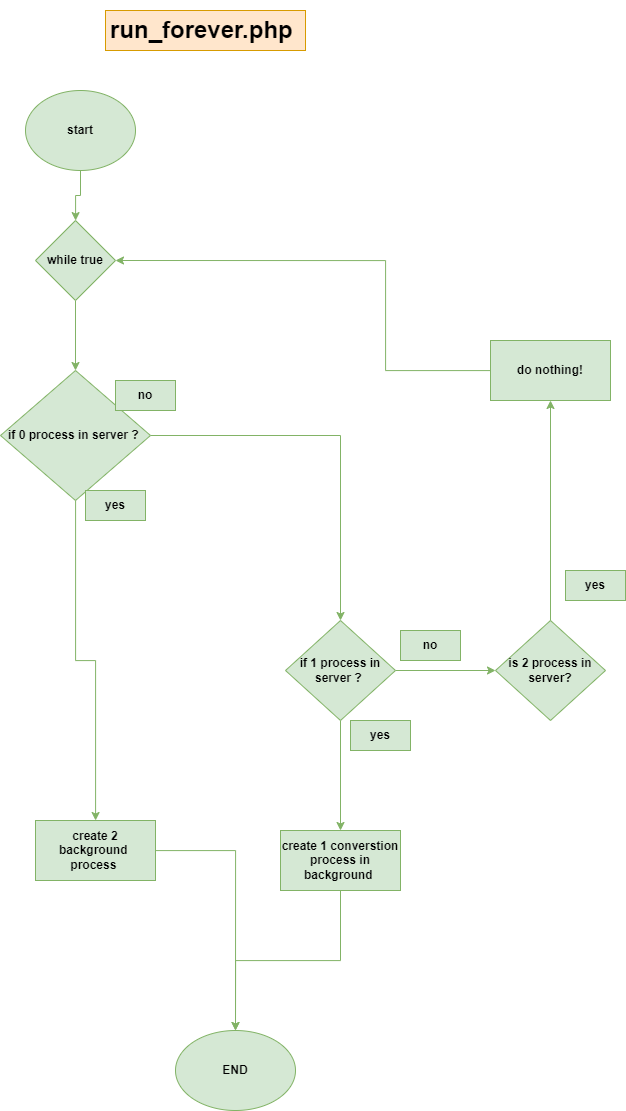 run_forever.php
start
while true
no
if 0 process in server ?
yes
do nothing!
yes
if 1 process in
server ?
no
is 2 process in
server?
yes
create 2
background
process
create 1 converstion
process in
background
END